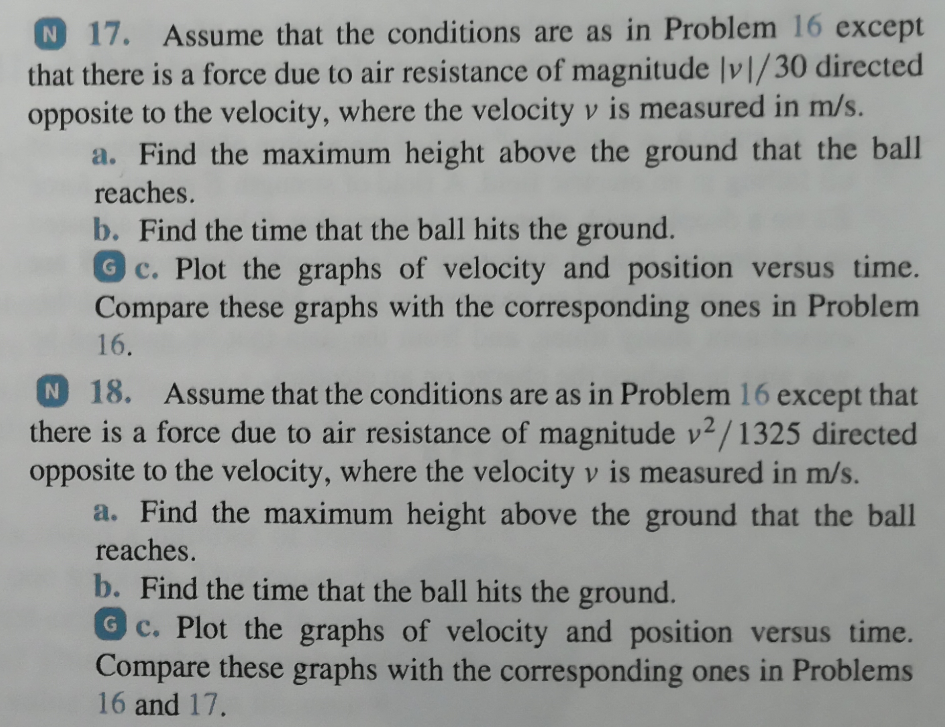 N 17. Assume that the conditions are as in Problem 16 except
that there is a force due to air resistance of magnitude |v|/30 directed
opposite to the velocity, where the velocity v is measured in m/s.
a. Find the maximum height above the ground that the ball
reaches.
b. Find the time that the ball hits the ground.
G c. Plot the graphs of velocity and position versus time.
Compare these graphs with the corresponding ones in Problem
16.
N 18. Assume that the conditions are as in Problem 16 except that
there is a force due to air resistance of magnitude v²/1325 directed
opposite to the velocity, where the velocity v is measured in m/s.
a. Find the maximum height above the ground that the ball
reaches.
b. Find the time that the ball hits the ground.
G c. Plot the graphs of velocity and position versus time.
Compare these graphs with the corresponding ones in Problems
16 and 17.